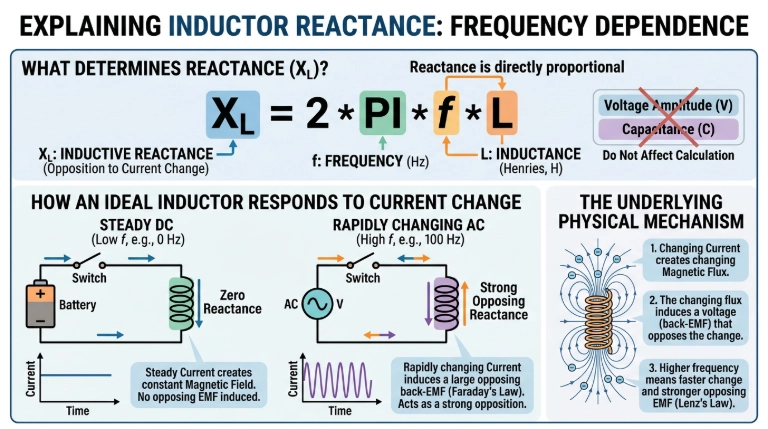 EXPLAINING INDUCTOR REACTANCE: FREQUENCY DEPENDENCE
WHAT DETERMINES REACTANCE (XL)?
Reactance is directly proportional
XL = 2 * PI * f * L
XL: INDUCTIVE REACTANCE
(Opposition to Current Change)
f: FREQUENCY (Hz)
L: INDUCTANCE
(Henries, H)
Voltage Amplitude (V)
Capacitance (C)
Do Not Affect Calculation
HOW AN IDEAL INDUCTOR RESPONDS TO CURRENT CHANGE
STEADY DC
(Low f, e.g., 0 Hz)
Switch
+
-
Battery
Zero
Reactance
Current
Time
Steady Current creates
constant Magnetic Field.
No opposing EMF induced.
RAPIDLY CHANGING AC
(High f, e.g., 100 Hz)
Switch
AC
V
Strong
Opposing
Reactance
Current
Time
Rapidly changing Current
induces a large opposing
back-EMF (Faraday's Law).
Acts as a strong opposition.
THE UNDERLYING
PHYSICAL MECHANISM
1. Changing Current
creates changing
Magnetic Flux.
2. The changing flux
induces a voltage
(back-EMF) that
opposes the change.
3. Higher frequency
means faster change
and stronger opposing
EMF (Lenz's Law).